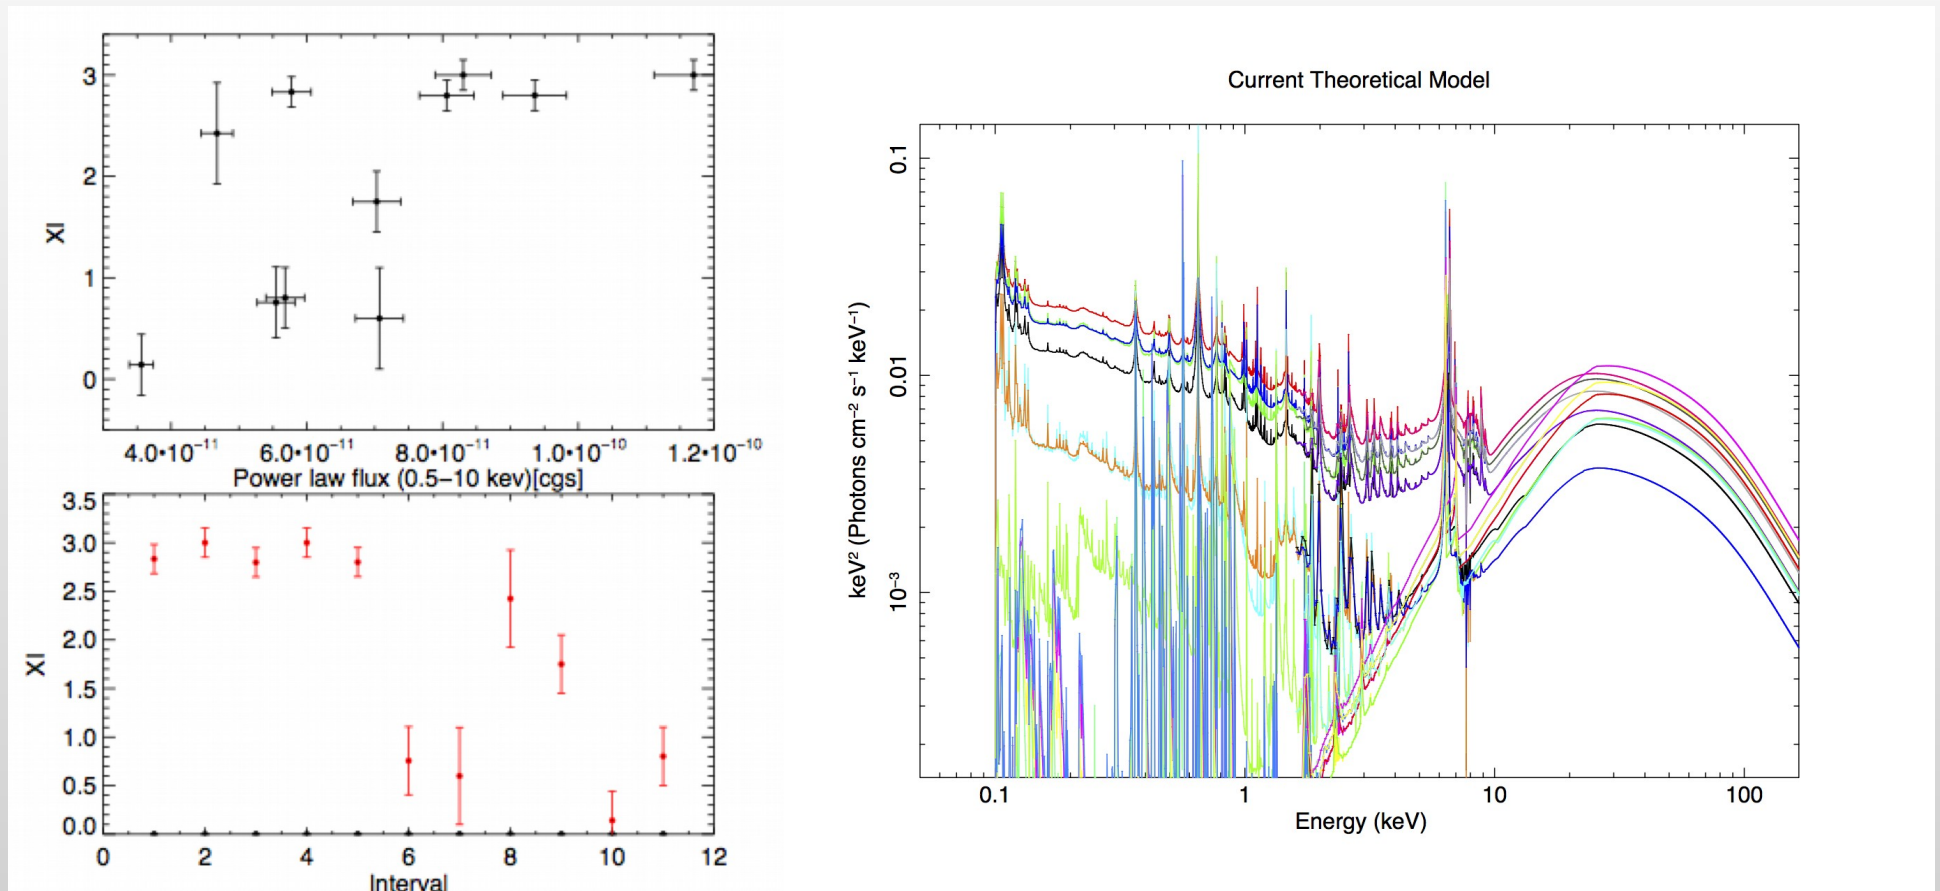 XI
3
2
1
0
4.0•10⁻¹¹ 6.0•10⁻¹¹ 8.0•10⁻¹¹ 1.0•10⁻¹⁰ 1.2•10⁻¹⁰
Power law flux (0.5–10 kev)[cgs]
XI
3.5
3.0
2.5
2.0
1.5
1.0
0.5
0.0
0 2 4 6 8 10 12
Interval
Current Theoretical Model
keV² (Photons cm⁻² s⁻¹ keV⁻¹)
0.1
0.01
10⁻³
0.1 1 10 100
Energy (keV)